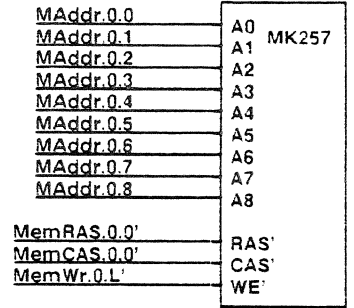 MAddr.0.0
MAddr.0.1
MAddr.0.2
MAddr.0.3
MAddr.0.4
MAddr.0.5
MAddr.0.6
MAddr.0.7
MAddr.0.8
MemRAS.0.0'
MemCAS.0.0'
MemWr.0.L'
MK257
A0
A1
A2
A3
A4
A5
A6
A7
A8
RAS'
CAS'
WE'